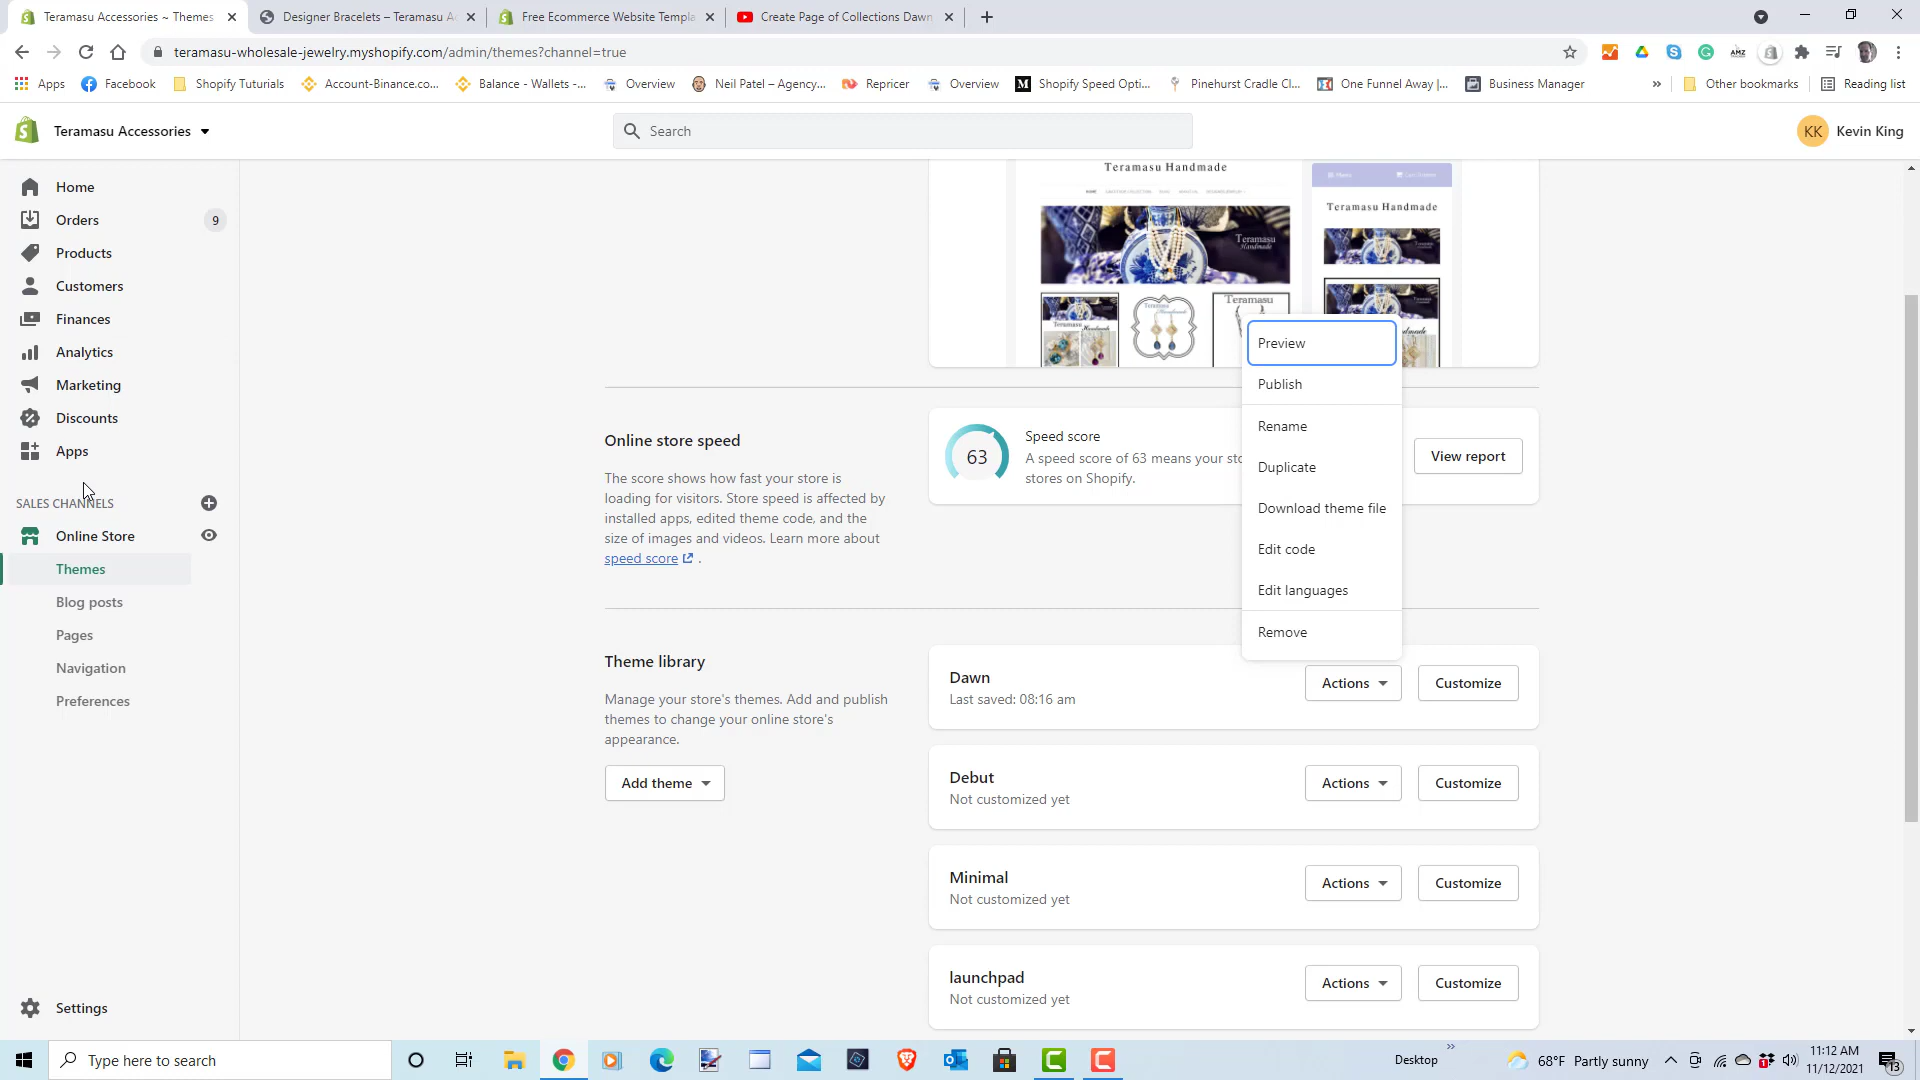 Teramasu Accessories ~ Themes
Designer Bracelets – Teramasu Ac
Free Ecommerce Website Templa
Create Page of Collections Dawn
teramasu-wholesale-jewelry.myshopify.com/admin/themes?channel=true
Apps
Facebook
Shopify Tuturials
Account-Binance.co...
Balance - Wallets -...
Overview
Neil Patel – Agency...
Repricer
Overview
Shopify Speed Opti...
Pinehurst Cradle Cl...
One Funnel Away |...
Business Manager
Other bookmarks
Reading list
Teramasu Accessories
Search
KK
Kevin King
Home
Orders
9
Products
Customers
Finances
Analytics
Marketing
Discounts
Apps
SALES CHANNELS
Online Store
Themes
Blog posts
Pages
Navigation
Preferences
Settings
Teramasu Handmade
Teramasu
Handmade
Teramasu Handmade
Online store speed
The score shows how fast your store is
loading for visitors. Store speed is affected by
installed apps, edited theme code, and the
size of images and videos. Learn more about
speed score .
63
Speed score
A speed score of 63 means your sto
stores on Shopify.
View report
Preview
Publish
Rename
Duplicate
Download theme file
Edit code
Edit languages
Remove
Theme library
Manage your store's themes. Add and publish
themes to change your online store's
appearance.
Add theme
Dawn
Last saved: 08:16 am
Actions
Customize
Debut
Not customized yet
Actions
Customize
Minimal
Not customized yet
Actions
Customize
launchpad
Not customized yet
Actions
Customize
Type here to search
Desktop
68°F Partly sunny
11:12 AM
11/12/2021
13